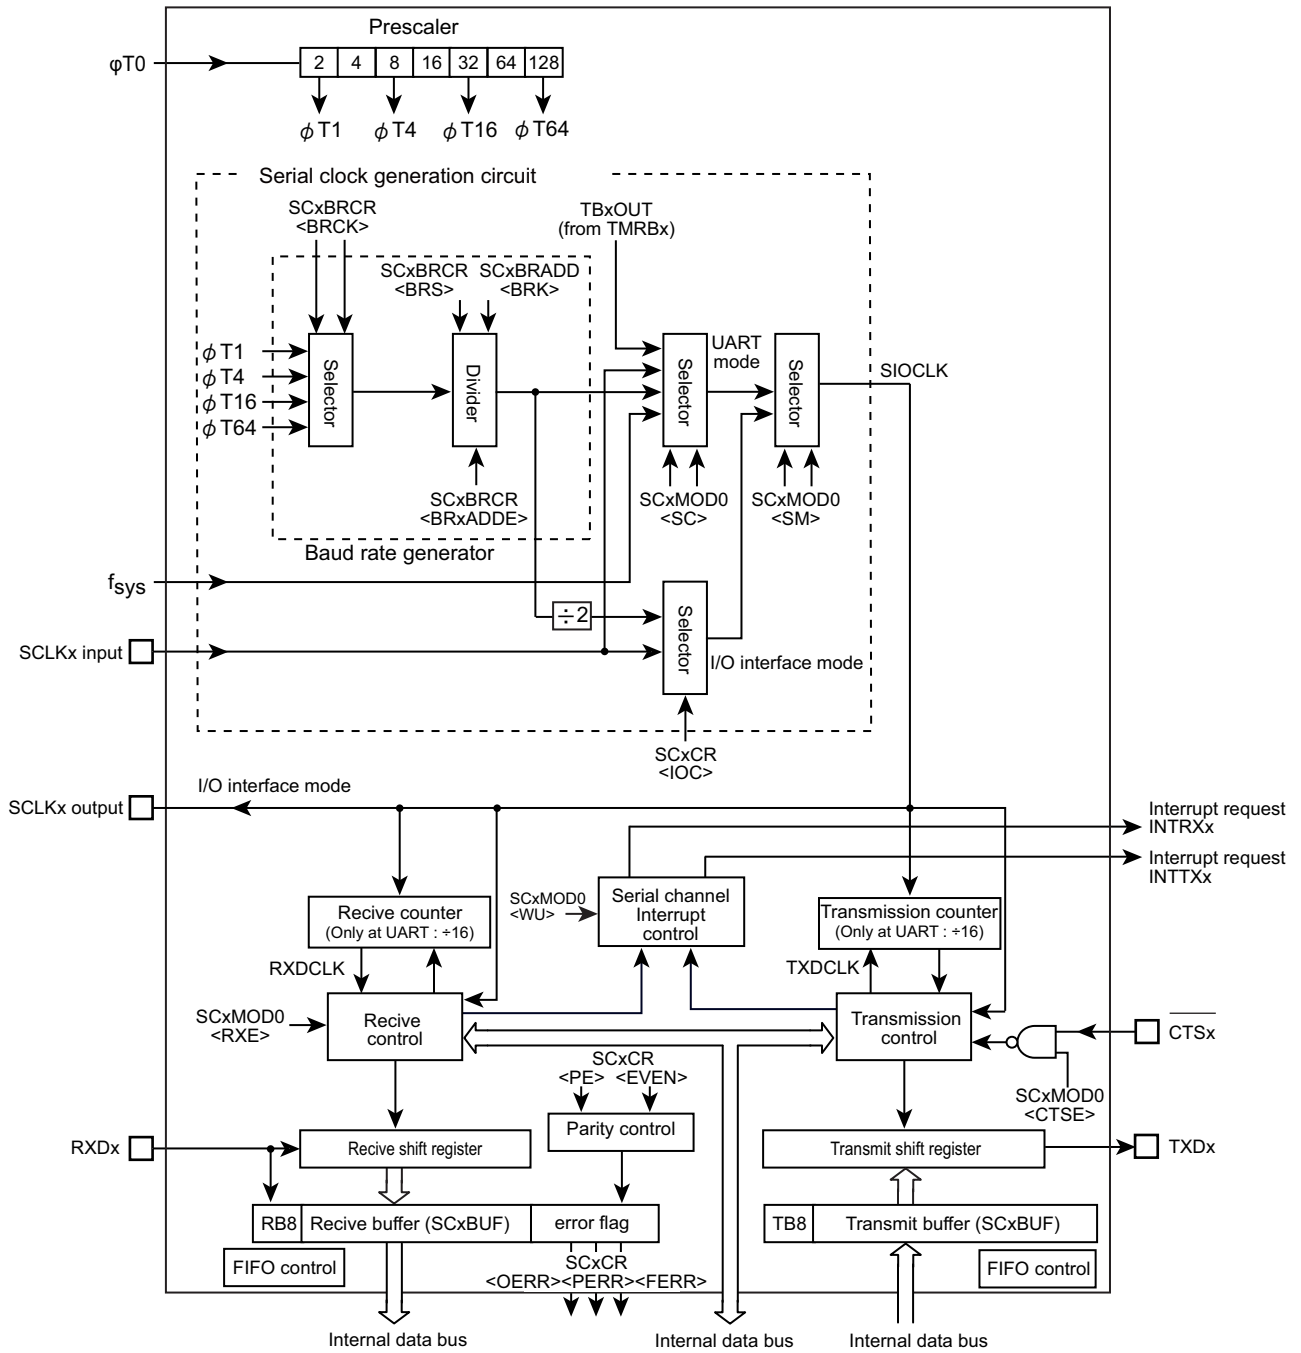 Prescaler
φT0
2 4 8 16 32 64 128
ϕT1 ϕT4 ϕT16 ϕT64
Serial clock generation circuit
SCxBRCR
<BRCK>
TBxOUT
(from TMRBx)
SCxBRCR
<BRS>
SCxBRADD
<BRK>
ϕT1
ϕT4
ϕT16
ϕT64
Selector
Divider
Selector
UART
mode
Selector
SIOCLK
SCxBRCR
<BRxADDE>
SCxMOD0
<SC>
SCxMOD0
<SM>
Baud rate generator
fsys
÷2
Selector
SCLKx input
I/O interface mode
SCxCR
<IOC>
I/O interface mode
SCLKx output
Interrupt request
INTRXx
Interrupt request
INTTXx
Recive counter
(Only at UART : ÷16)
SCxMOD0
<WU>
Serial channel
Interrupt
control
Transmission counter
(Only at UART : ÷16)
RXDCLK
TXDCLK
SCxMOD0
<RXE>
Recive
control
Transmission
control
CTSx
SCxMOD0
<CTSE>
SCxCR
<PE> <EVEN>
Parity control
RXDx
Recive shift register
Transmit shift register
TXDx
RB8
Recive buffer (SCxBUF)
error flag
TB8
Transmit buffer (SCxBUF)
FIFO control
SCxCR
<OERR><PERR><FERR>
FIFO control
Internal data bus
Internal data bus
Internal data bus